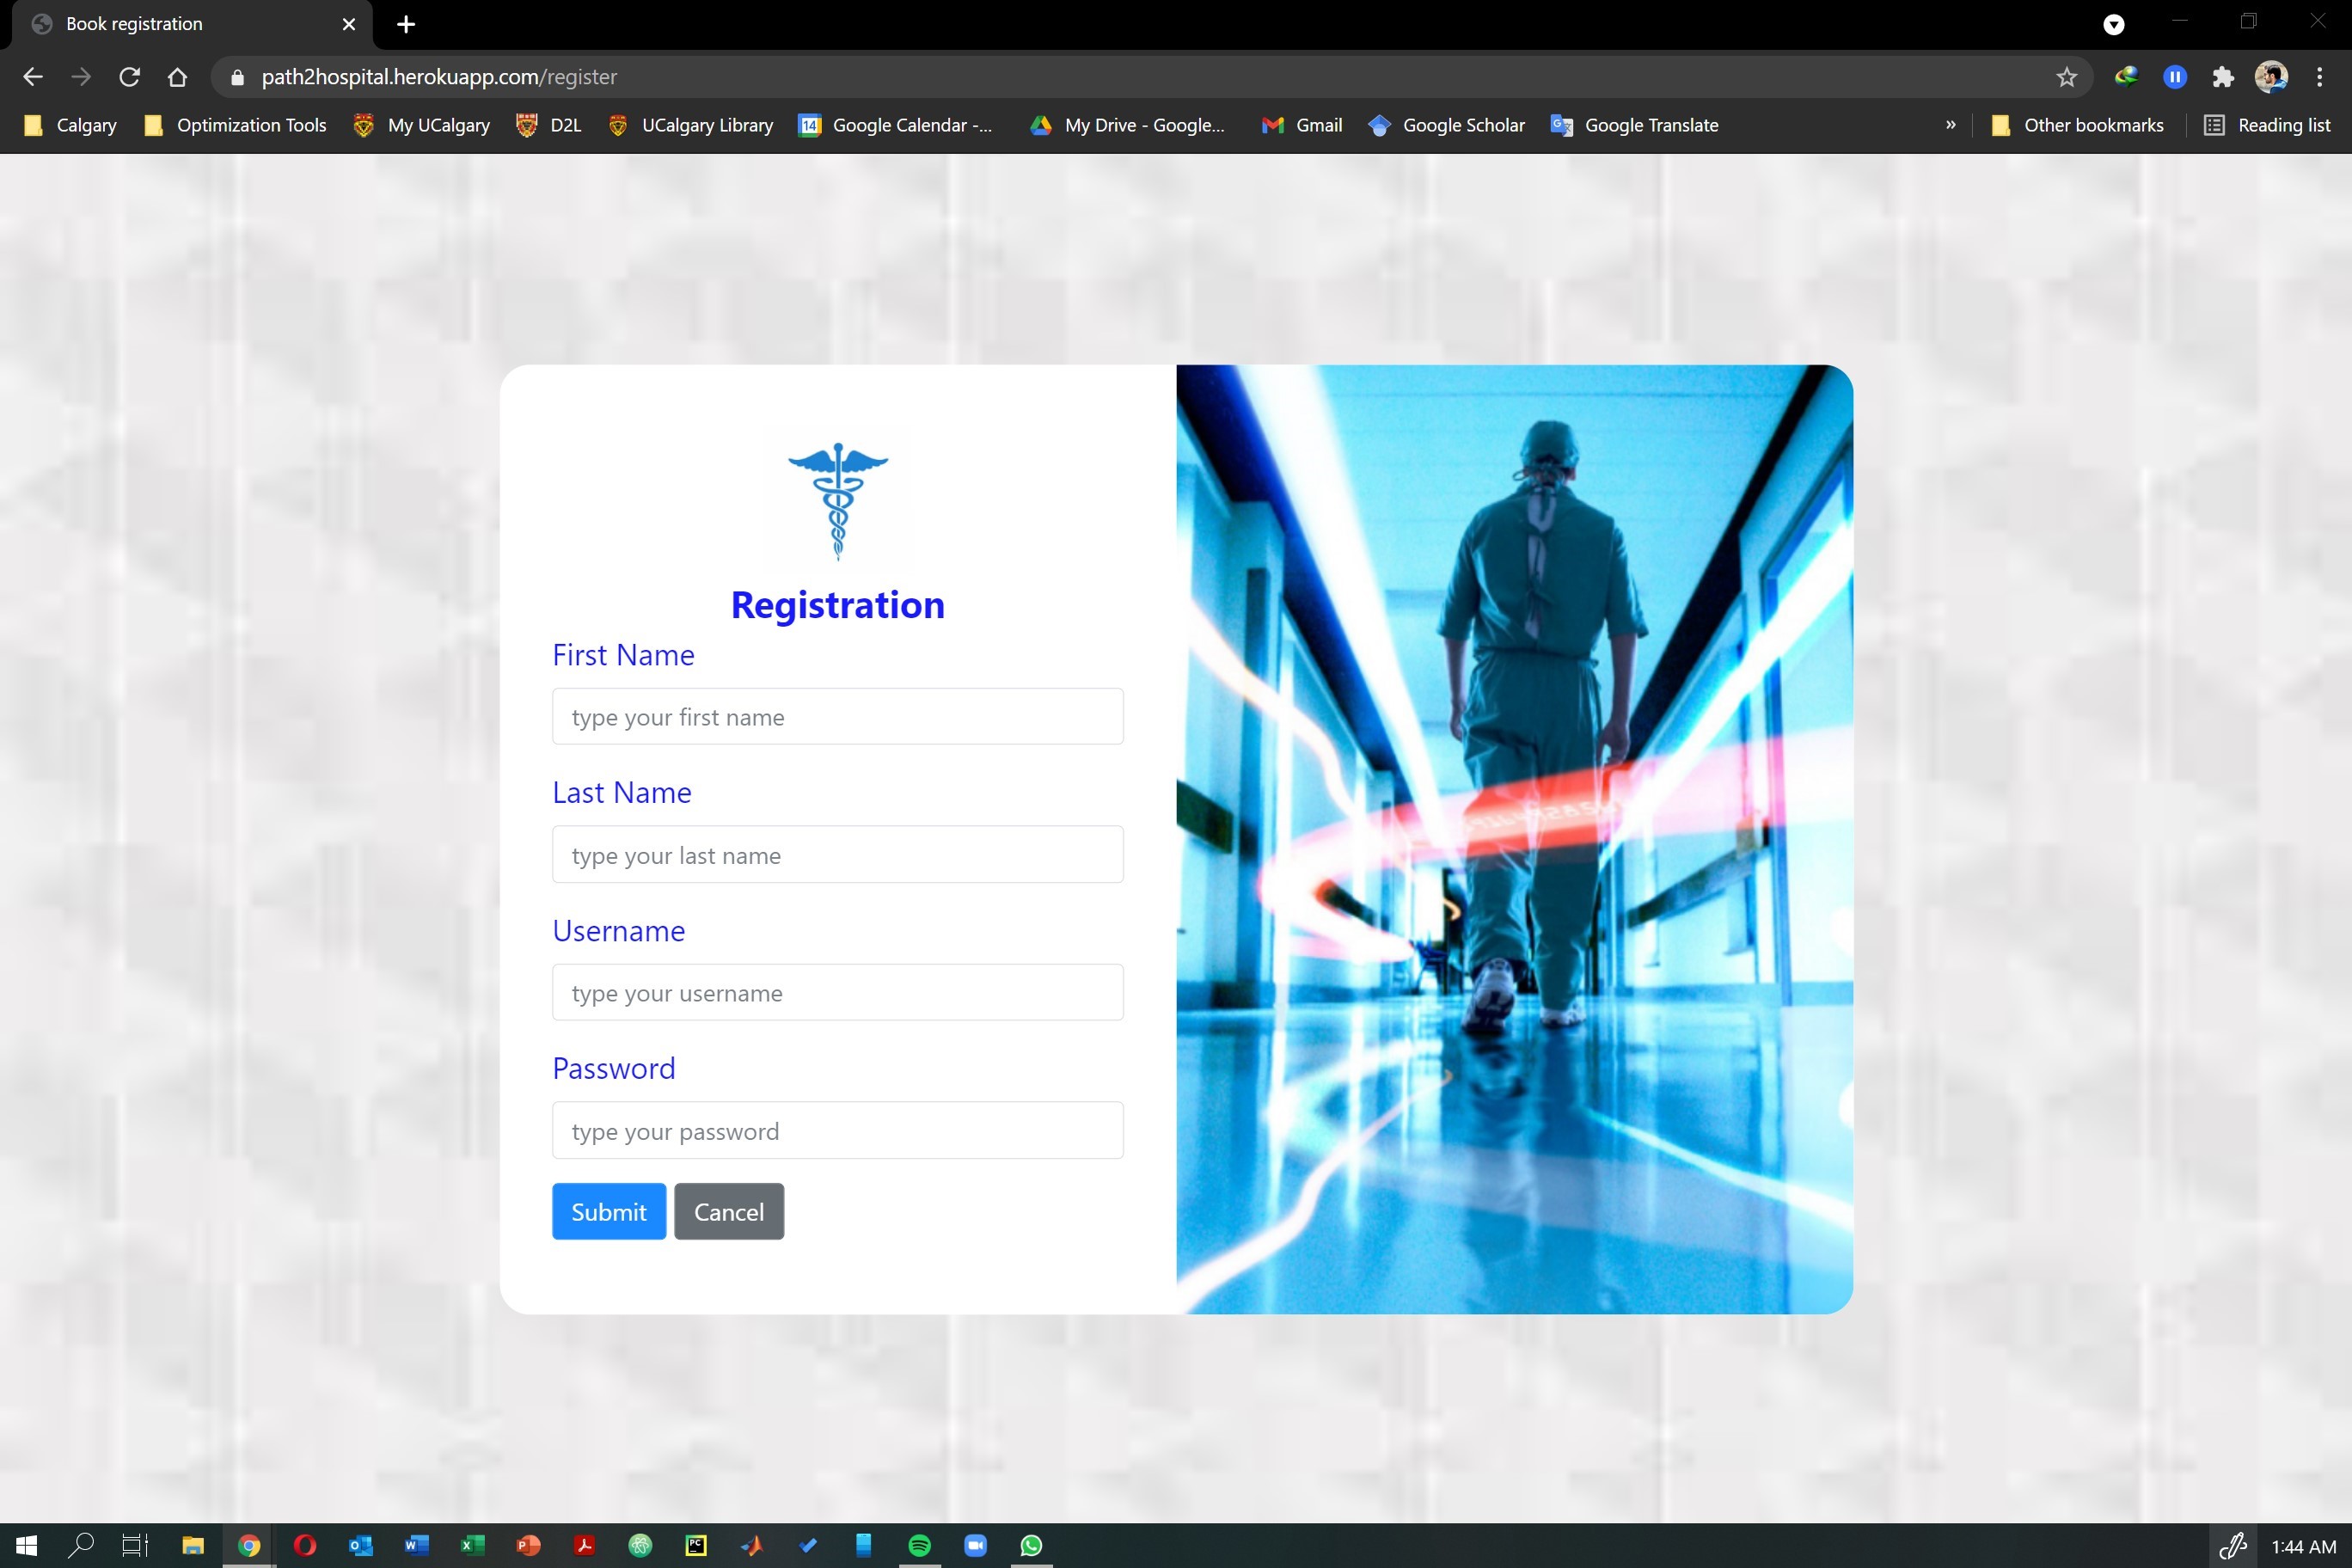 Book registration
path2hospital.herokuapp.com/register
Calgary Optimization Tools My UCalgary D2L UCalgary Library 14 Google Calendar -... My Drive - Google... Gmail Google Scholar Google Translate » Other bookmarks Reading list
Registration
First Name
type your first name
Last Name
type your last name
Username
type your username
Password
type your password
Submit Cancel
1:44 AM